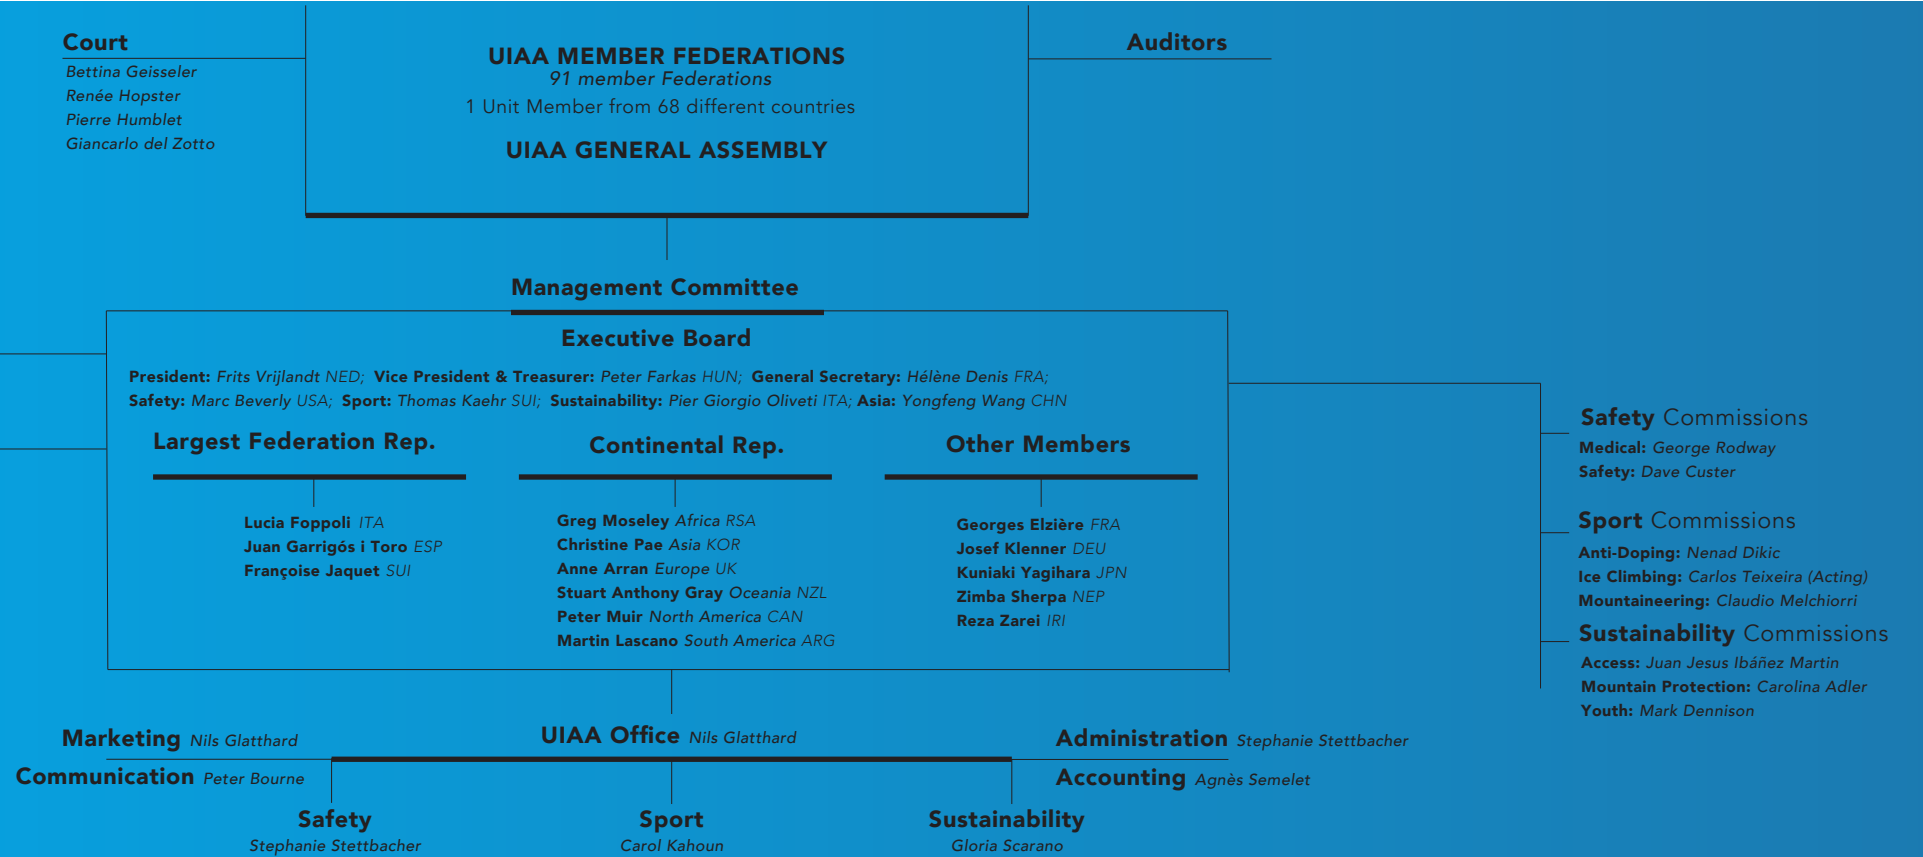 Court
Bettina Geisseler
Renée Hopster
Pierre Humblet
Giancarlo del Zotto
UIAA MEMBER FEDERATIONS
91 member Federations
1 Unit Member from 68 different countries
UIAA GENERAL ASSEMBLY
Auditors
Management Committee
Executive Board
President: Frits Vrijlandt NED; Vice President & Treasurer: Peter Farkas HUN; General Secretary: Hélène Denis FRA;
Safety: Marc Beverly USA; Sport: Thomas Kaehr SUI; Sustainability: Pier Giorgio Oliveti ITA; Asia: Yongfeng Wang CHN
Largest Federation Rep.
Lucia Foppoli ITA
Juan Garrigós i Toro ESP
Françoise Jaquet SUI
Continental Rep.
Greg Moseley Africa RSA
Christine Pae Asia KOR
Anne Arran Europe UK
Stuart Anthony Gray Oceania NZL
Peter Muir North America CAN
Martin Lascano South America ARG
Other Members
Georges Elzière FRA
Josef Klenner DEU
Kuniaki Yagihara JPN
Zimba Sherpa NEP
Reza Zarei IRI
Safety Commissions
Medical: George Rodway
Safety: Dave Custer
Sport Commissions
Anti-Doping: Nenad Dikic
Ice Climbing: Carlos Teixeira (Acting)
Mountaineering: Claudio Melchiorri
Sustainability Commissions
Access: Juan Jesus Ibáñez Martin
Mountain Protection: Carolina Adler
Youth: Mark Dennison
Marketing Nils Glatthard
Communication Peter Bourne
UIAA Office Nils Glatthard
Administration Stephanie Stettbacher
Accounting Agnès Semelet
Safety
Stephanie Stettbacher
Sport
Carol Kahoun
Sustainability
Gloria Scarano